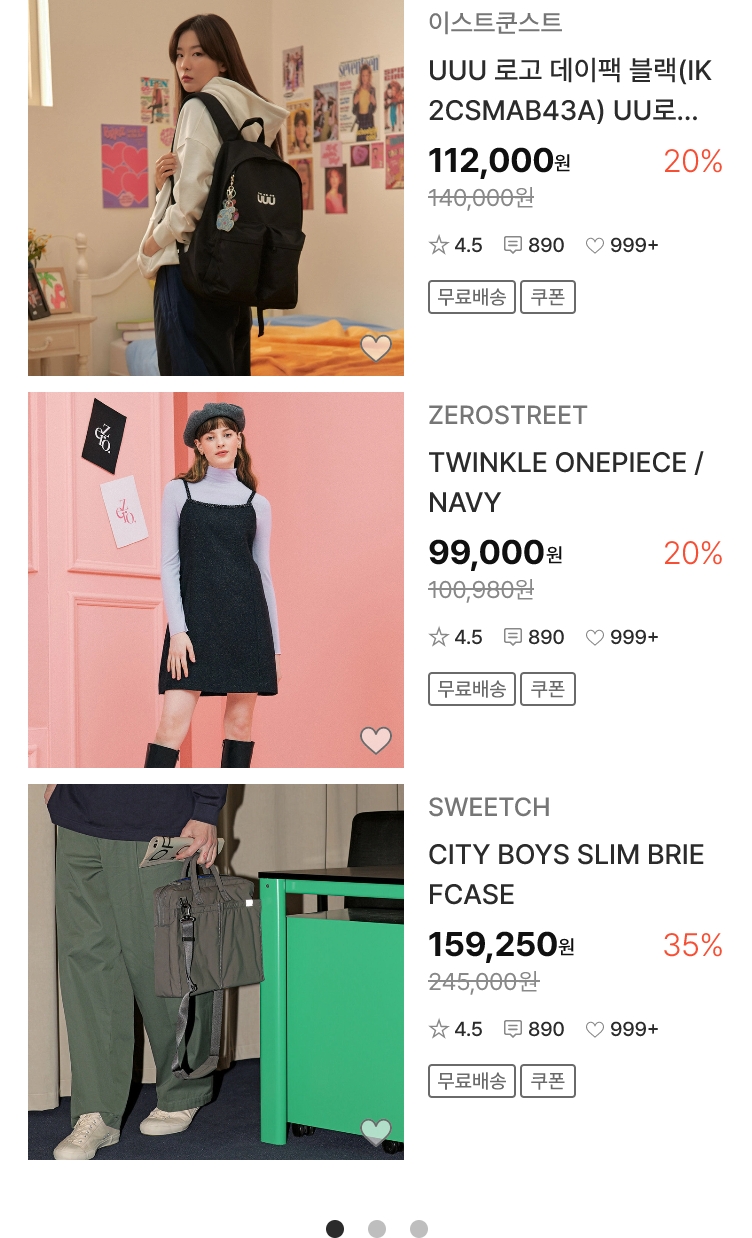 이스트쿤스트
UUU 로고 데이팩 블랙(IK
2CSMAB43A) UU로...
112,000원
20%
140,000원
4.5
890
999+
무료배송
쿠폰
ZEROSTREET
TWINKLE ONEPIECE /
NAVY
99,000원
20%
100,980원
4.5
890
999+
무료배송
쿠폰
SWEETCH
CITY BOYS SLIM BRIE
FCASE
159,250원
35%
245,000원
4.5
890
999+
무료배송
쿠폰